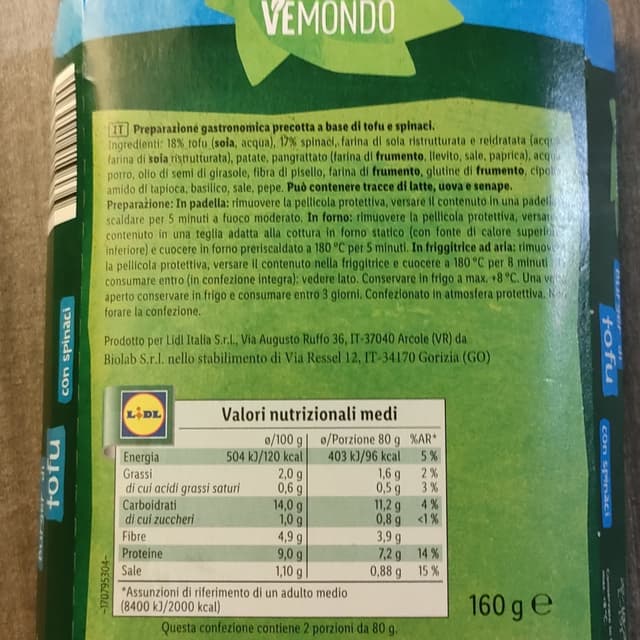 VEMONDO
IT Preparazione gastronomica precotta a base di tofu e spinaci.
Ingredienti: 18% tofu (soia, acqua), 17% spinaci, farina di soia ristrutturata e reidratata (acqua,
farina di soia ristrutturata), patate, pangrattato (farina di frumento, lievito, sale, paprica), acqua,
porro, olio di semi di girasole, fibra di pisello, farina di frumento, glutine di frumento,
amido di tapioca, basilico, sale, pepe. Può contenere tracce di latte, uova e senape.
Preparazione: In padella: rimuovere la pellicola protettiva, versare il contenuto in una padella
scaldare per 5 minuti a fuoco moderato. In forno: rimuovere la pellicola protettiva, versare
contenuto in una teglia adatta alla cottura in forno statico (con fonte di calore superiore
inferiore) e cuocere in forno preriscaldato a 180 °C per 5 minuti. In friggitrice ad aria: rimuovere
la pellicola protettiva, versare il contenuto nella friggitrice e cuocere a 180 °C per 8 minuti.
consumare entro (in confezione integra): vedere lato. Conservare in frigo a max. +8 °C. Una
aperto conservare in frigo e consumare entro 3 giorni. Confezionato in atmosfera protettiva.
forare la confezione.
Prodotto per Lidl Italia S.r.l., Via Augusto Ruffo 36, IT-37040 Arcole (VR) da
Biolab S.r.l. nello stabilimento di Via Ressel 12, IT-34170 Gorizia (GO)
LIDL
Valori nutrizionali medi
ø/100 g ø/Porzione 80 g %AR*
Energia 504 kJ/120 kcal 403 kJ/96 kcal 5 %
Grassi 2,0 g 1,6 g 2 %
di cui acidi grassi saturi 0,6 g 0,5 g 3 %
Carboidrati 14,0 g 11,2 g 4 %
di cui zuccheri 1,0 g 0,8 g <1 %
Fibre 4,9 g 3,9 g
Proteine 9,0 g 7,2 g 14 %
Sale 1,10 g 0,88 g 15 %
*Assunzioni di riferimento di un adulto medio
(8400 kJ/2000 kcal)
Questa confezione contiene 2 porzioni da 80 g.
160 g e
-170795304-
tofu
con spinaci
tofu
con spinaci